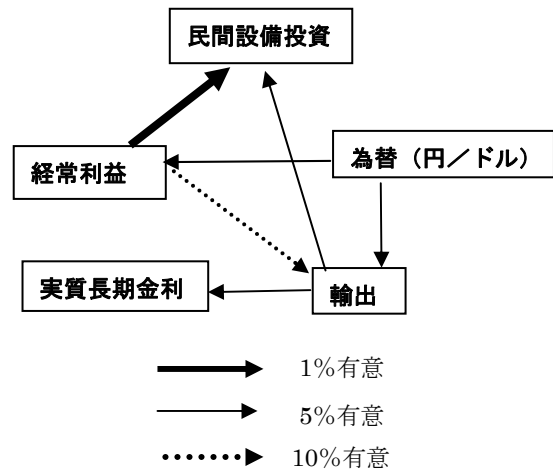 民間設備投資
為替（円／ドル）
経常利益
実質長期金利
輸出
1%有意
5%有意
10%有意